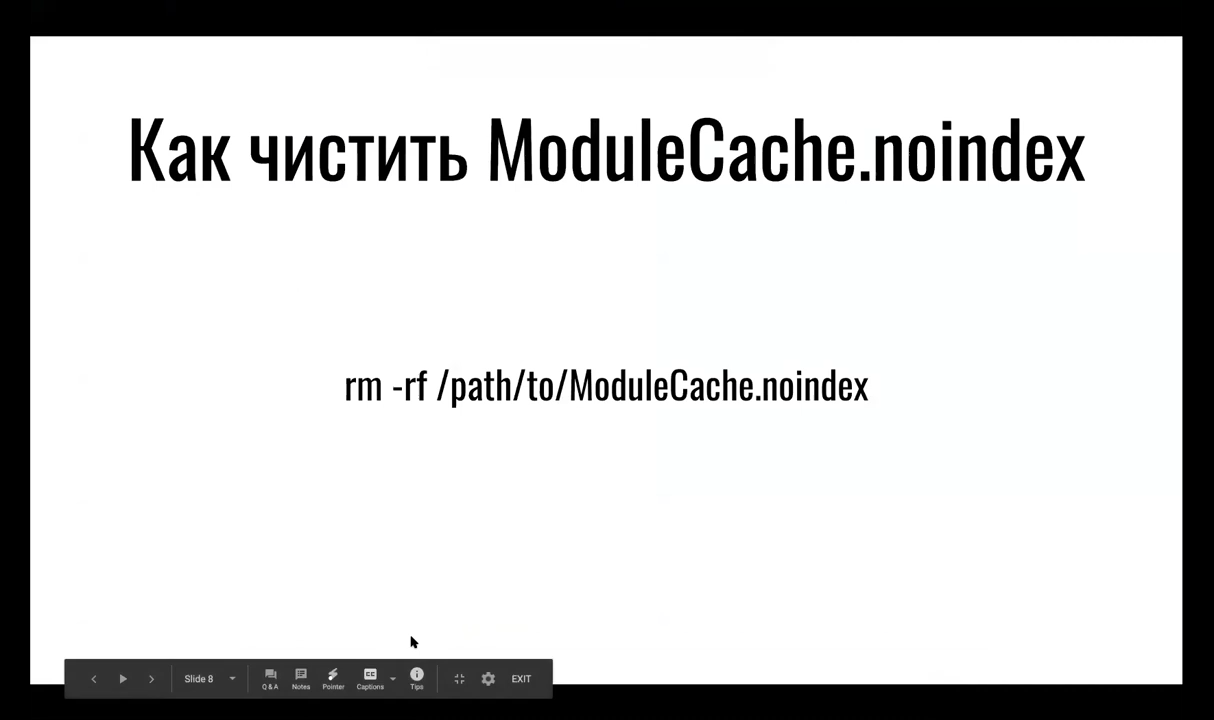 Как чистить ModuleCache.noindex
rm -rf /path/to/ModuleCache.noindex
Slide 8
Q & A
Notes
Pointer
Captions
Tips
EXIT